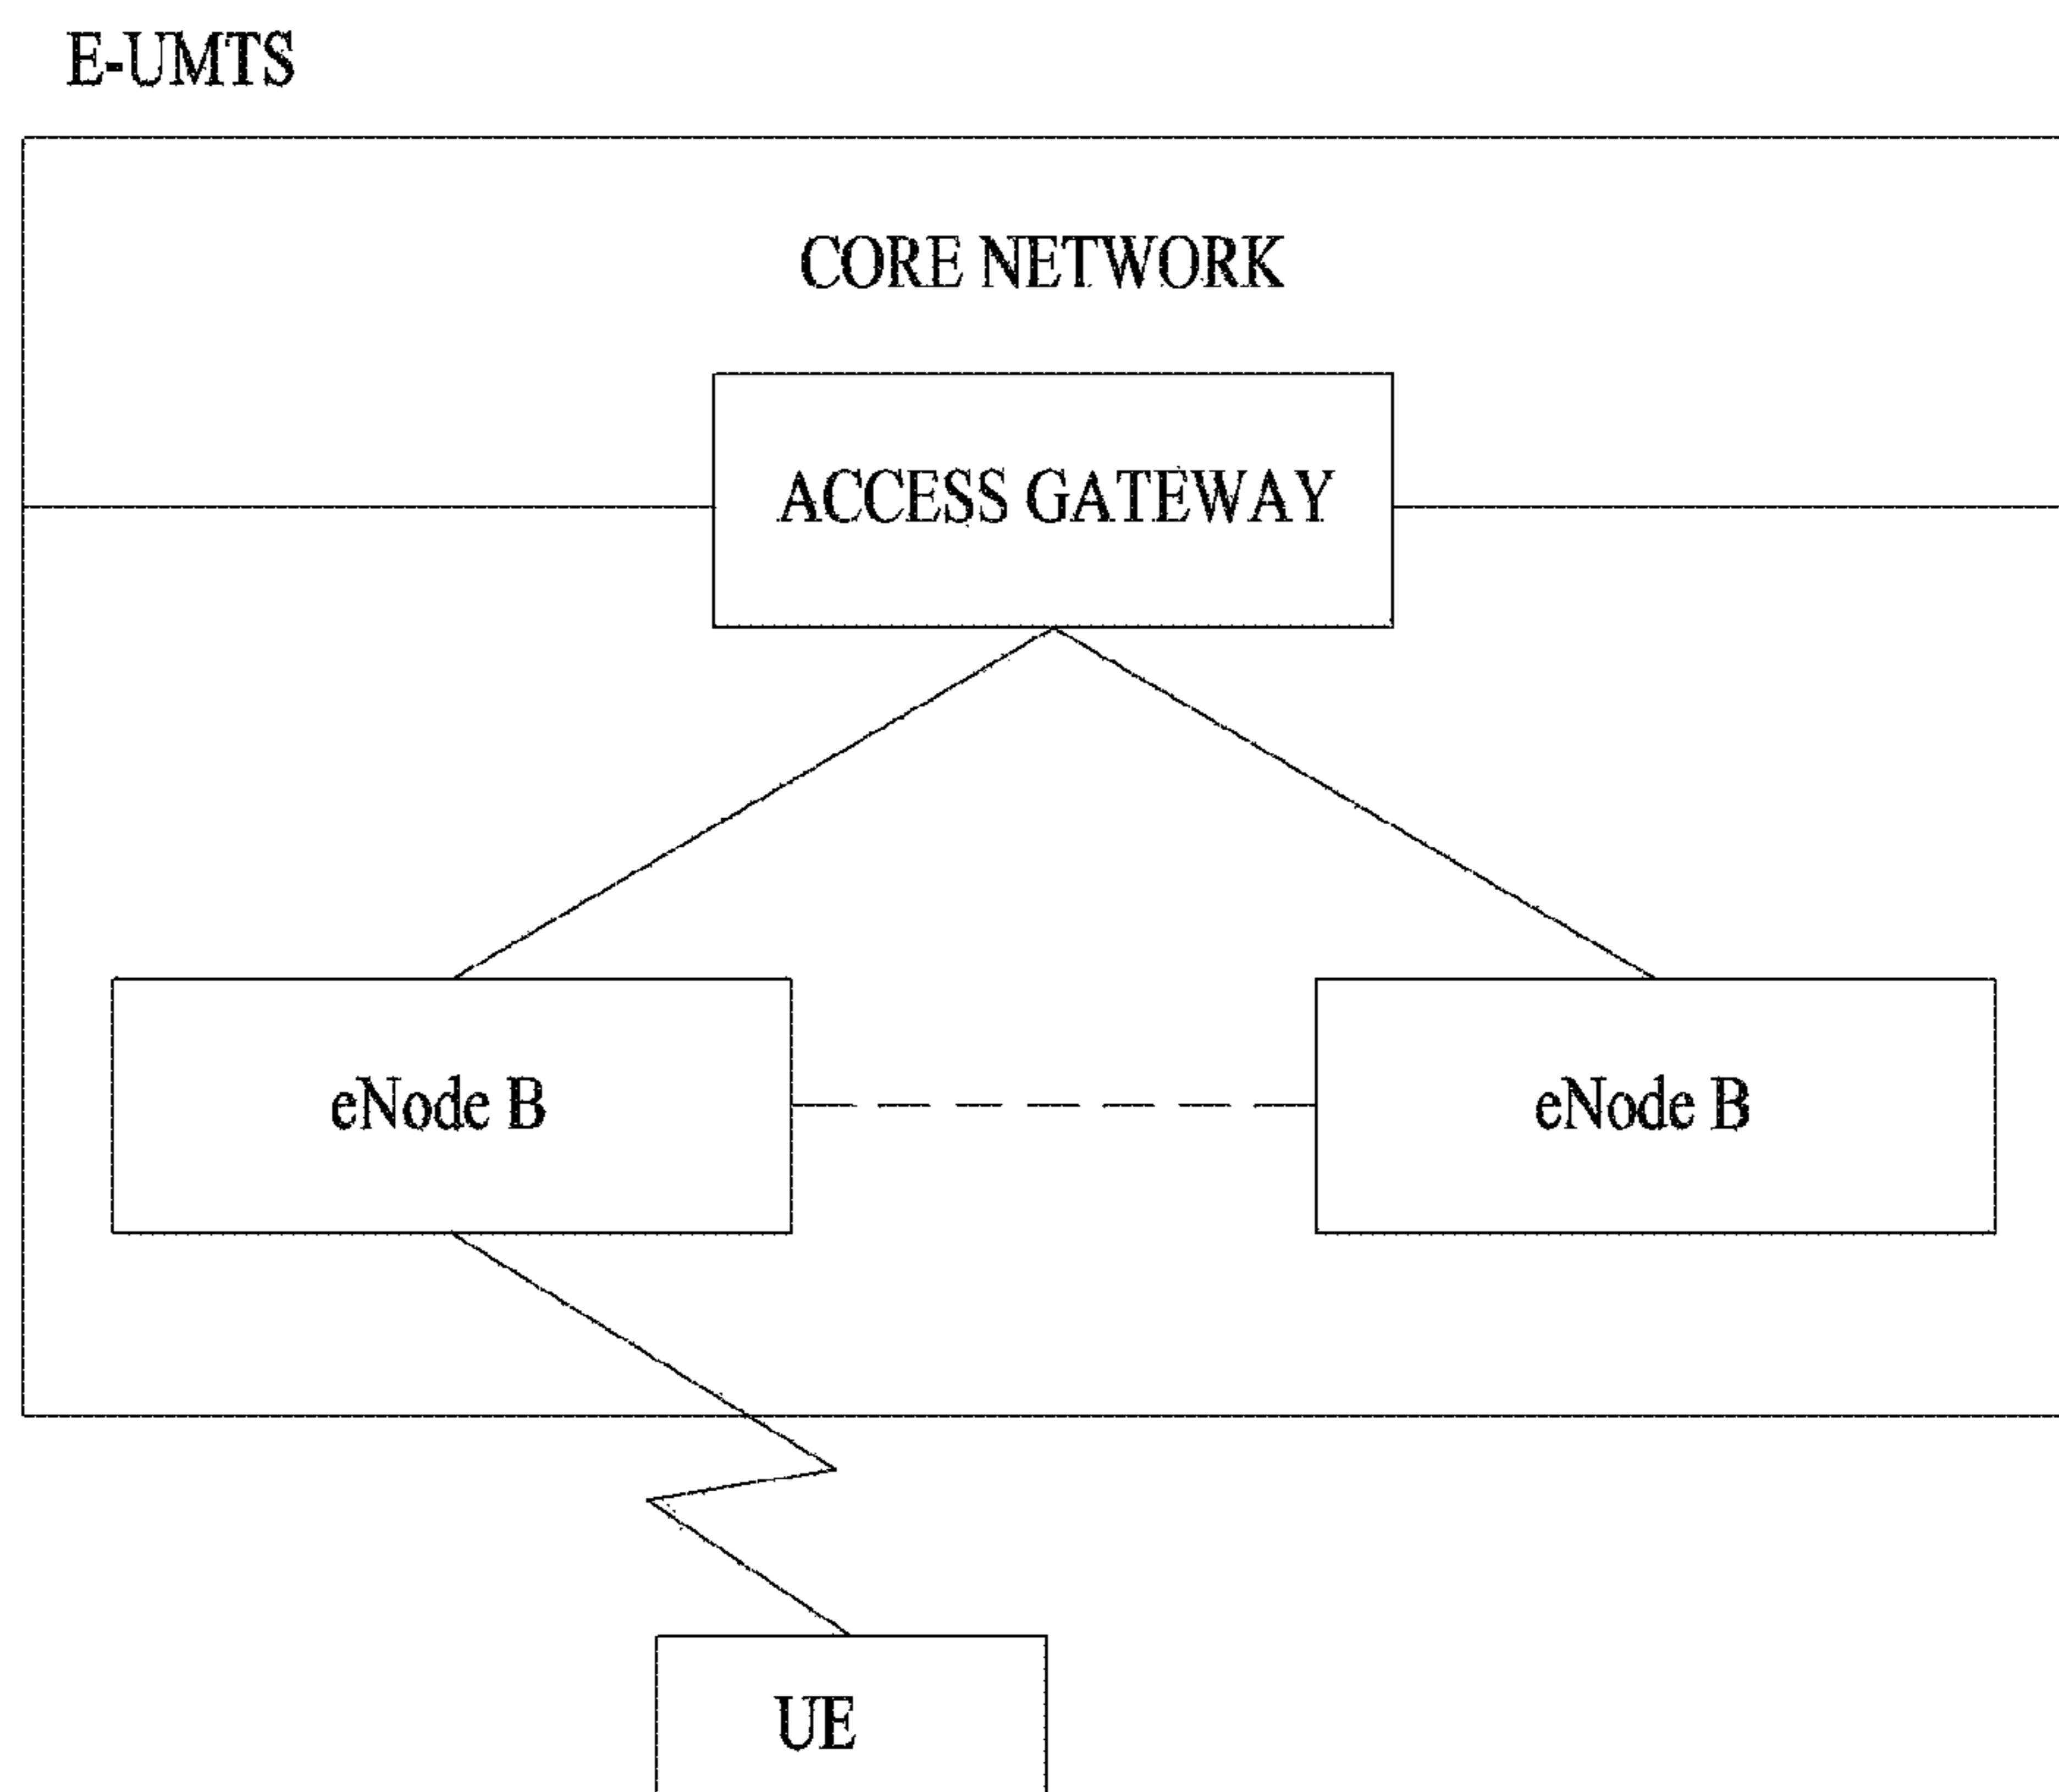 E-UMTS
CORE NETWORK
ACCESS GATEWAY
eNode B
eNode B
UE